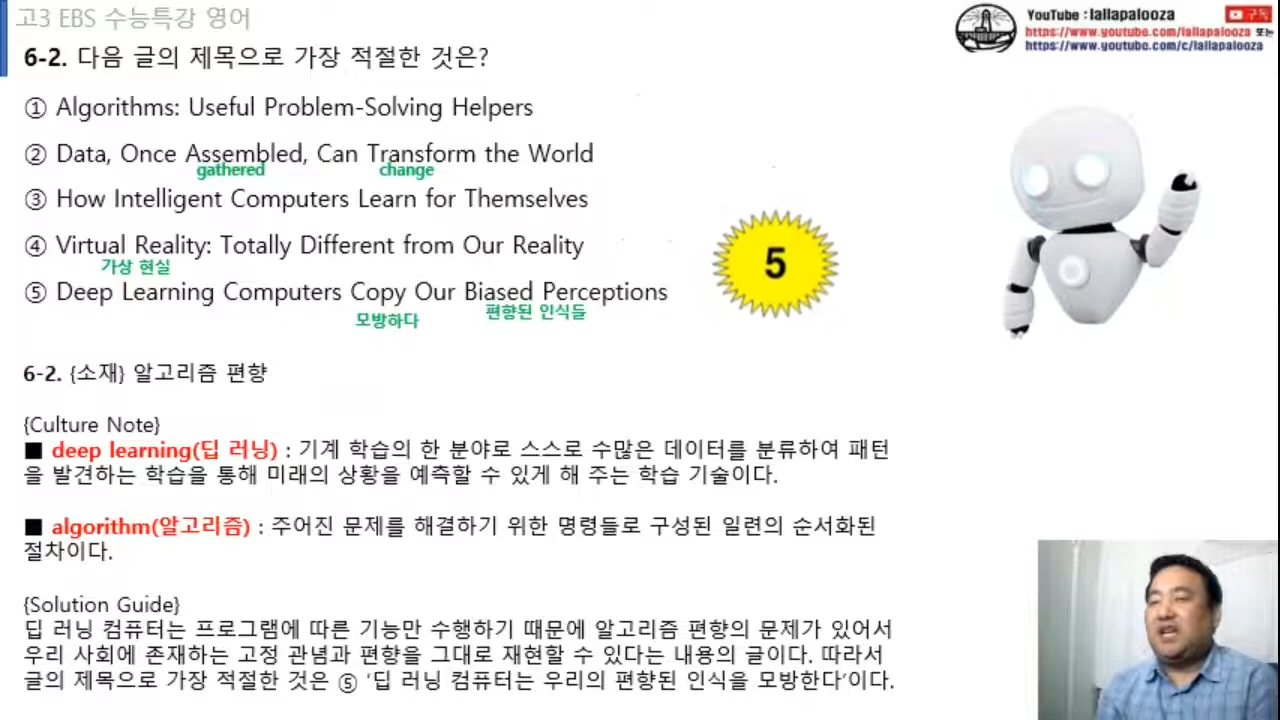 고3 EBS 수능특강 영어
YouTube : lallapalooza
구독
https://www.youtube.com/lallapalooza 또는
https://www.youtube.com/c/lallapalooza
6-2. 다음 글의 제목으로 가장 적절한 것은?
① Algorithms: Useful Problem-Solving Helpers
② Data, Once Assembled, Can Transform the World
gathered change
③ How Intelligent Computers Learn for Themselves
④ Virtual Reality: Totally Different from Our Reality
가상 현실
⑤ Deep Learning Computers Copy Our Biased Perceptions
모방하다 편향된 인식들
5
6-2. {소재} 알고리즘 편향
{Culture Note}
■ deep learning(딥 러닝) : 기계 학습의 한 분야로 스스로 수많은 데이터를 분류하여 패턴
을 발견하는 학습을 통해 미래의 상황을 예측할 수 있게 해 주는 학습 기술이다.
■ algorithm(알고리즘) : 주어진 문제를 해결하기 위한 명령들로 구성된 일련의 순서화된
절차이다.
{Solution Guide}
딥 러닝 컴퓨터는 프로그램에 따른 기능만 수행하기 때문에 알고리즘 편향의 문제가 있어서
우리 사회에 존재하는 고정 관념과 편향을 그대로 재현할 수 있다는 내용의 글이다. 따라서
글의 제목으로 가장 적절한 것은 ⑤ ‘딥 러닝 컴퓨터는 우리의 편향된 인식을 모방한다’이다.